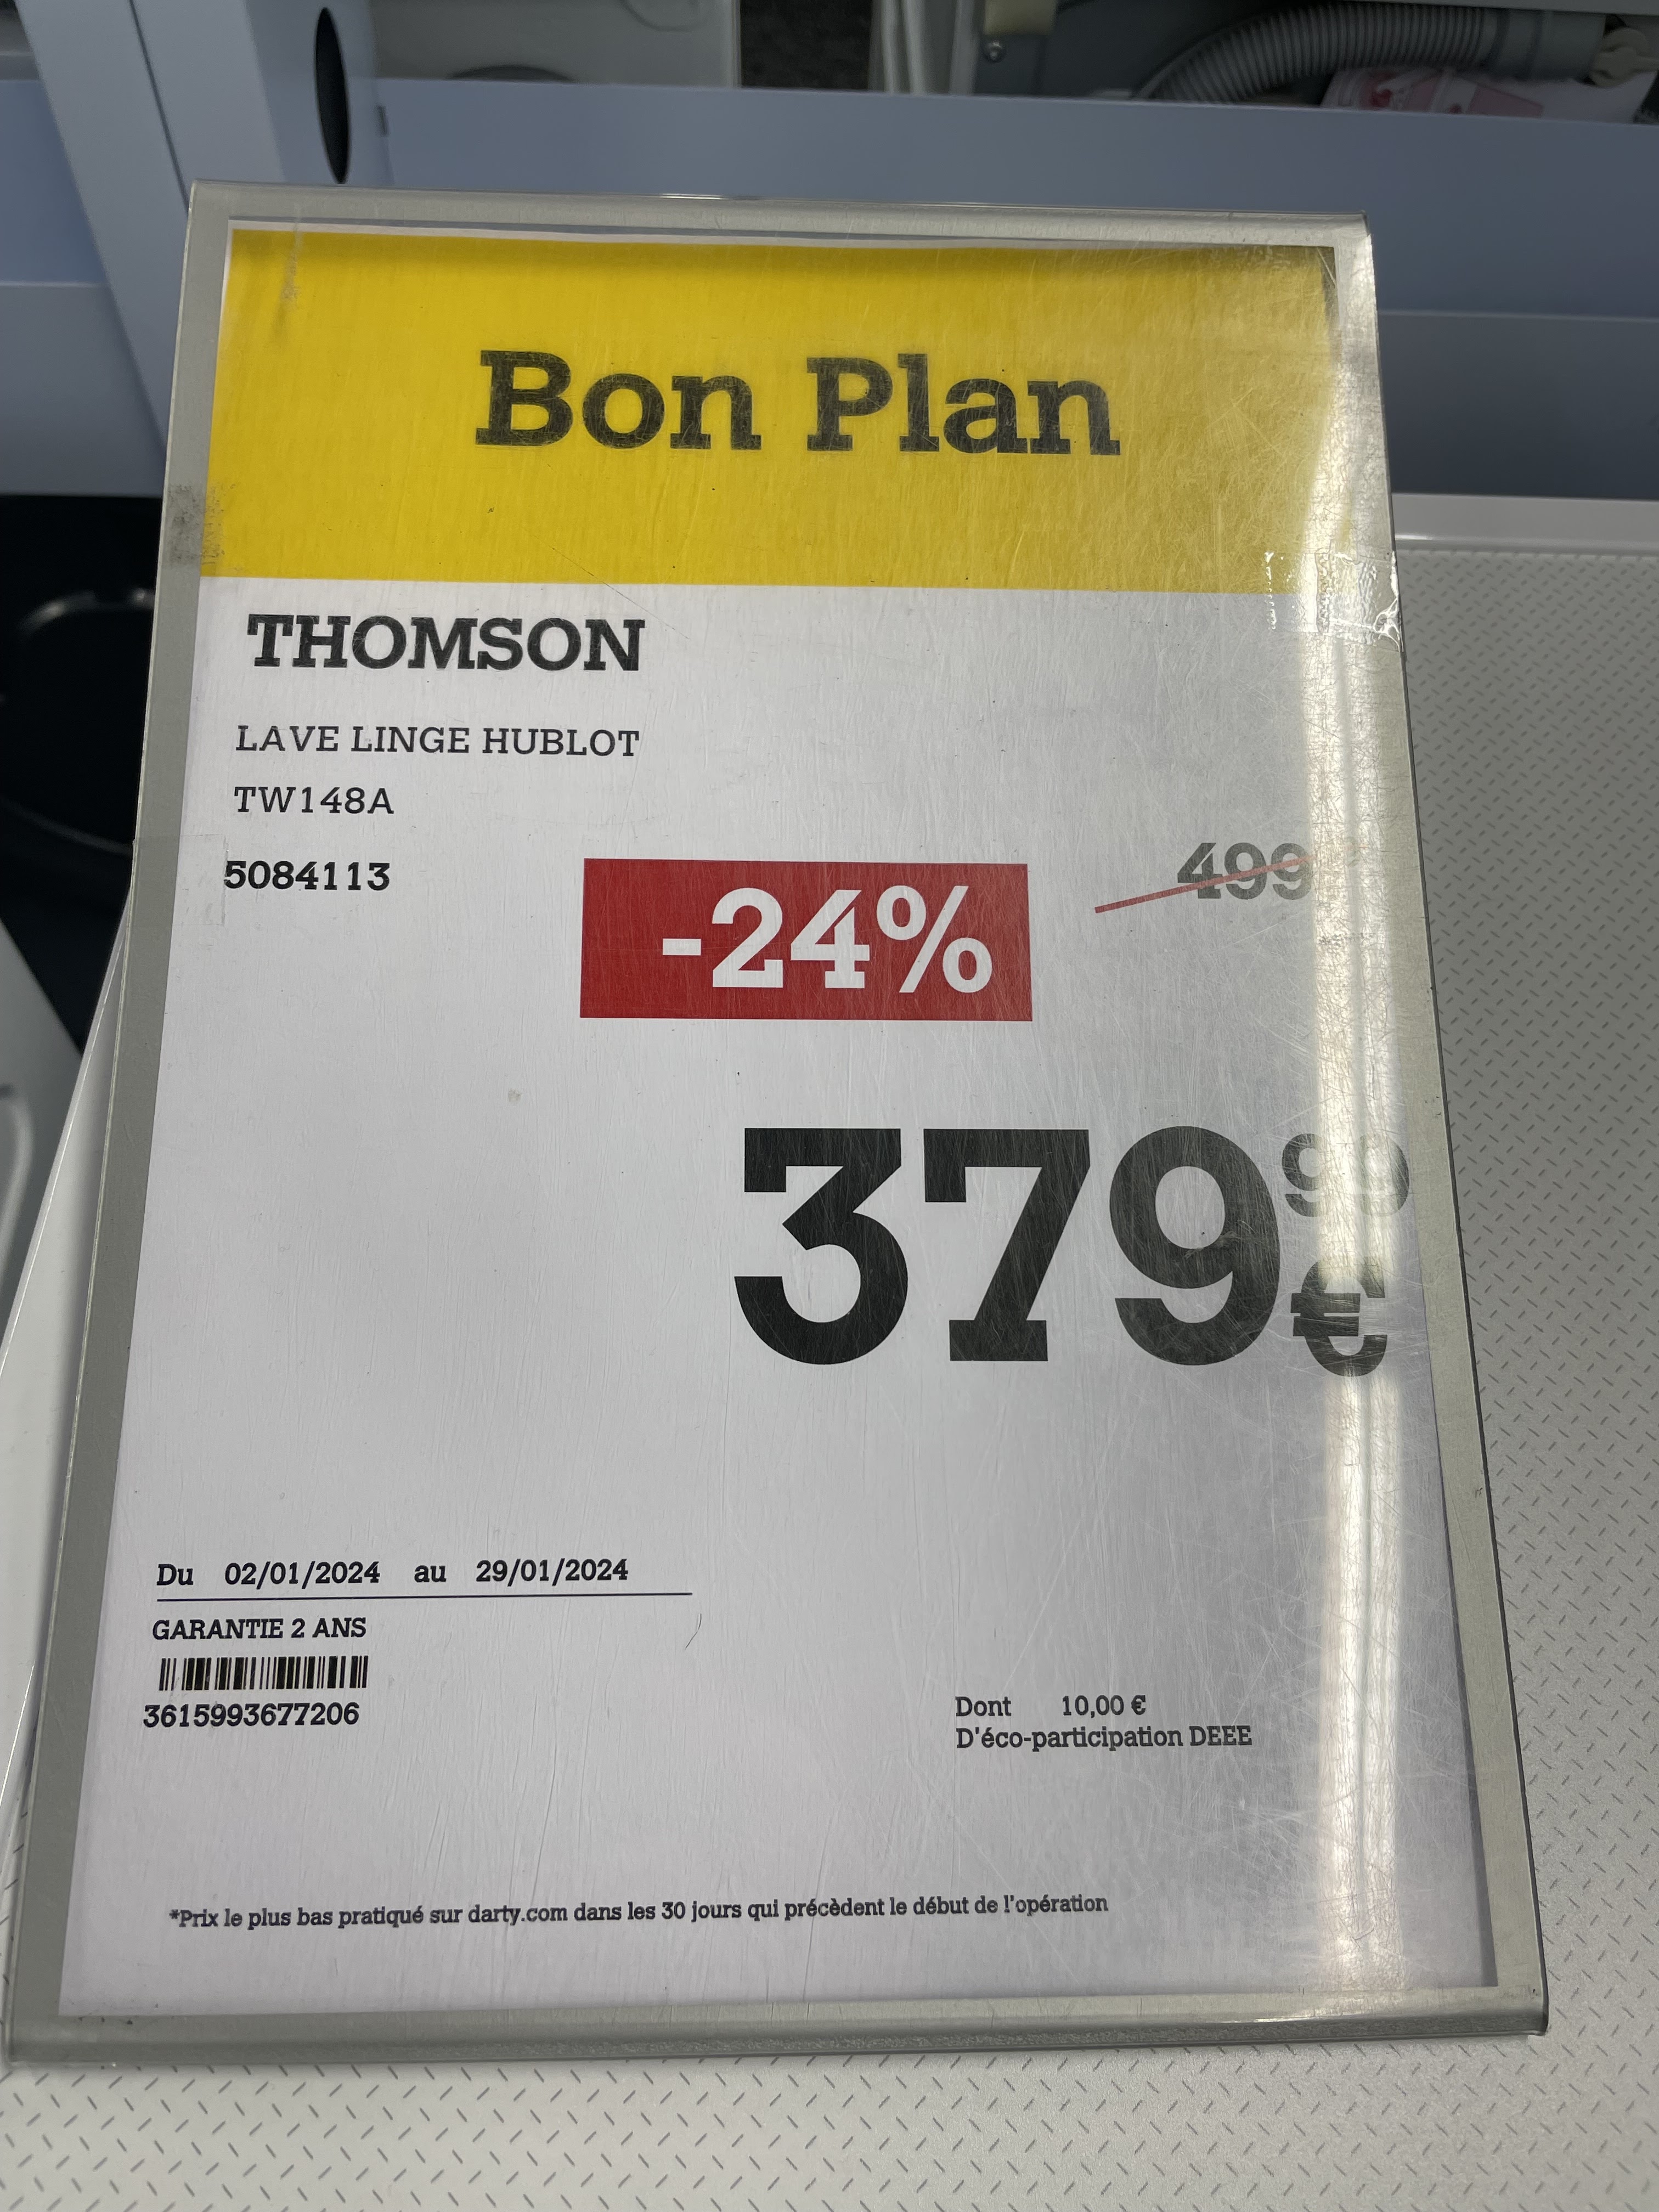 Bon Plan
THOMSON
LAVE LINGE HUBLOT
TW148A
5084113
-24%
499
379€99
Du 02/01/2024 au 29/01/2024
GARANTIE 2 ANS
3615993677206
Dont 10,00 €
D'éco-participation DEEE
*Prix le plus bas pratiqué sur darty.com dans les 30 jours qui précèdent le début de l'opération